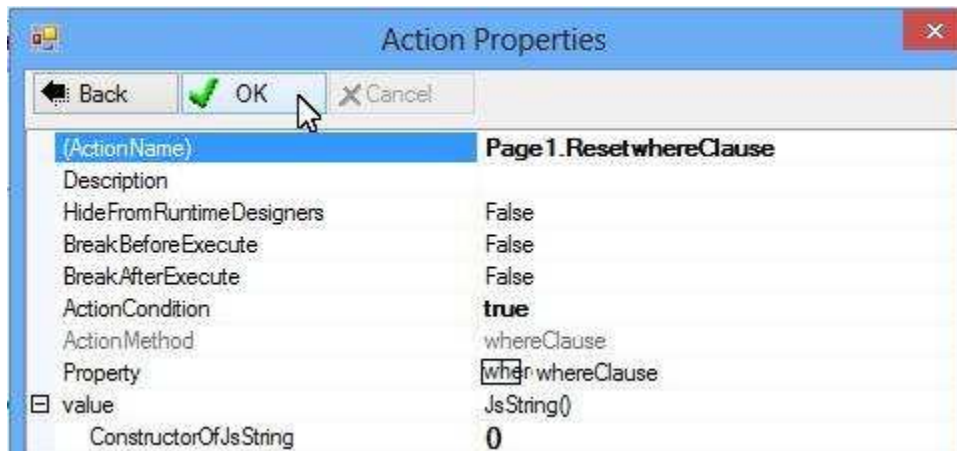 Action Properties
Back OK Cancel
(ActionName) Page1.ResetwhereClause
Description
HideFromRuntimeDesigners False
BreakBeforeExecute False
BreakAfterExecute False
ActionCondition true
ActionMethod whereClause
Property wher whereClause
value JsString()
ConstructorOfJsString ()